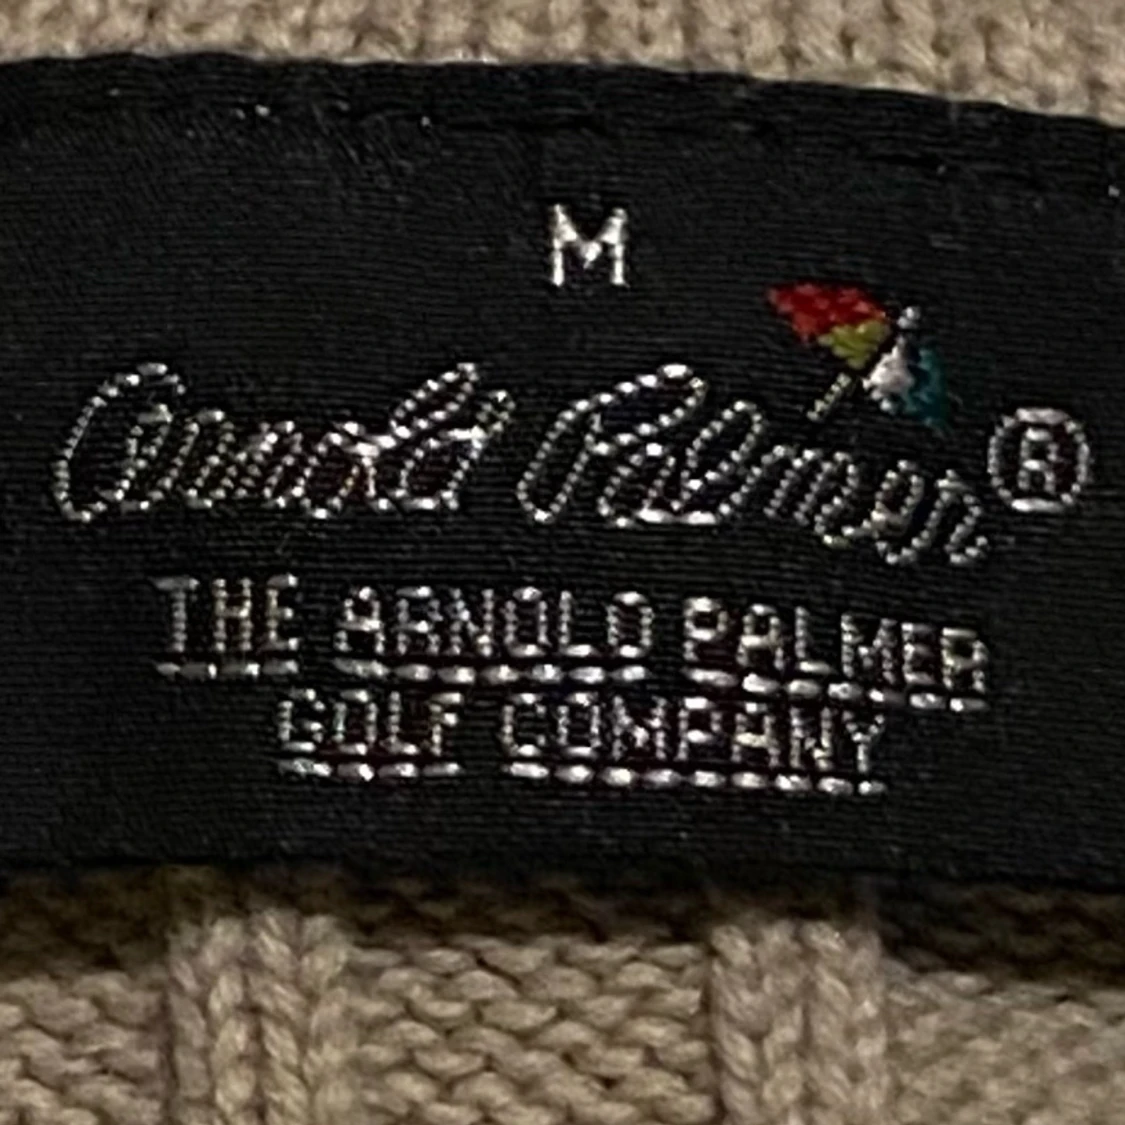 M
Arnold Palmer®
THE ARNOLD PALMER
GOLF COMPANY